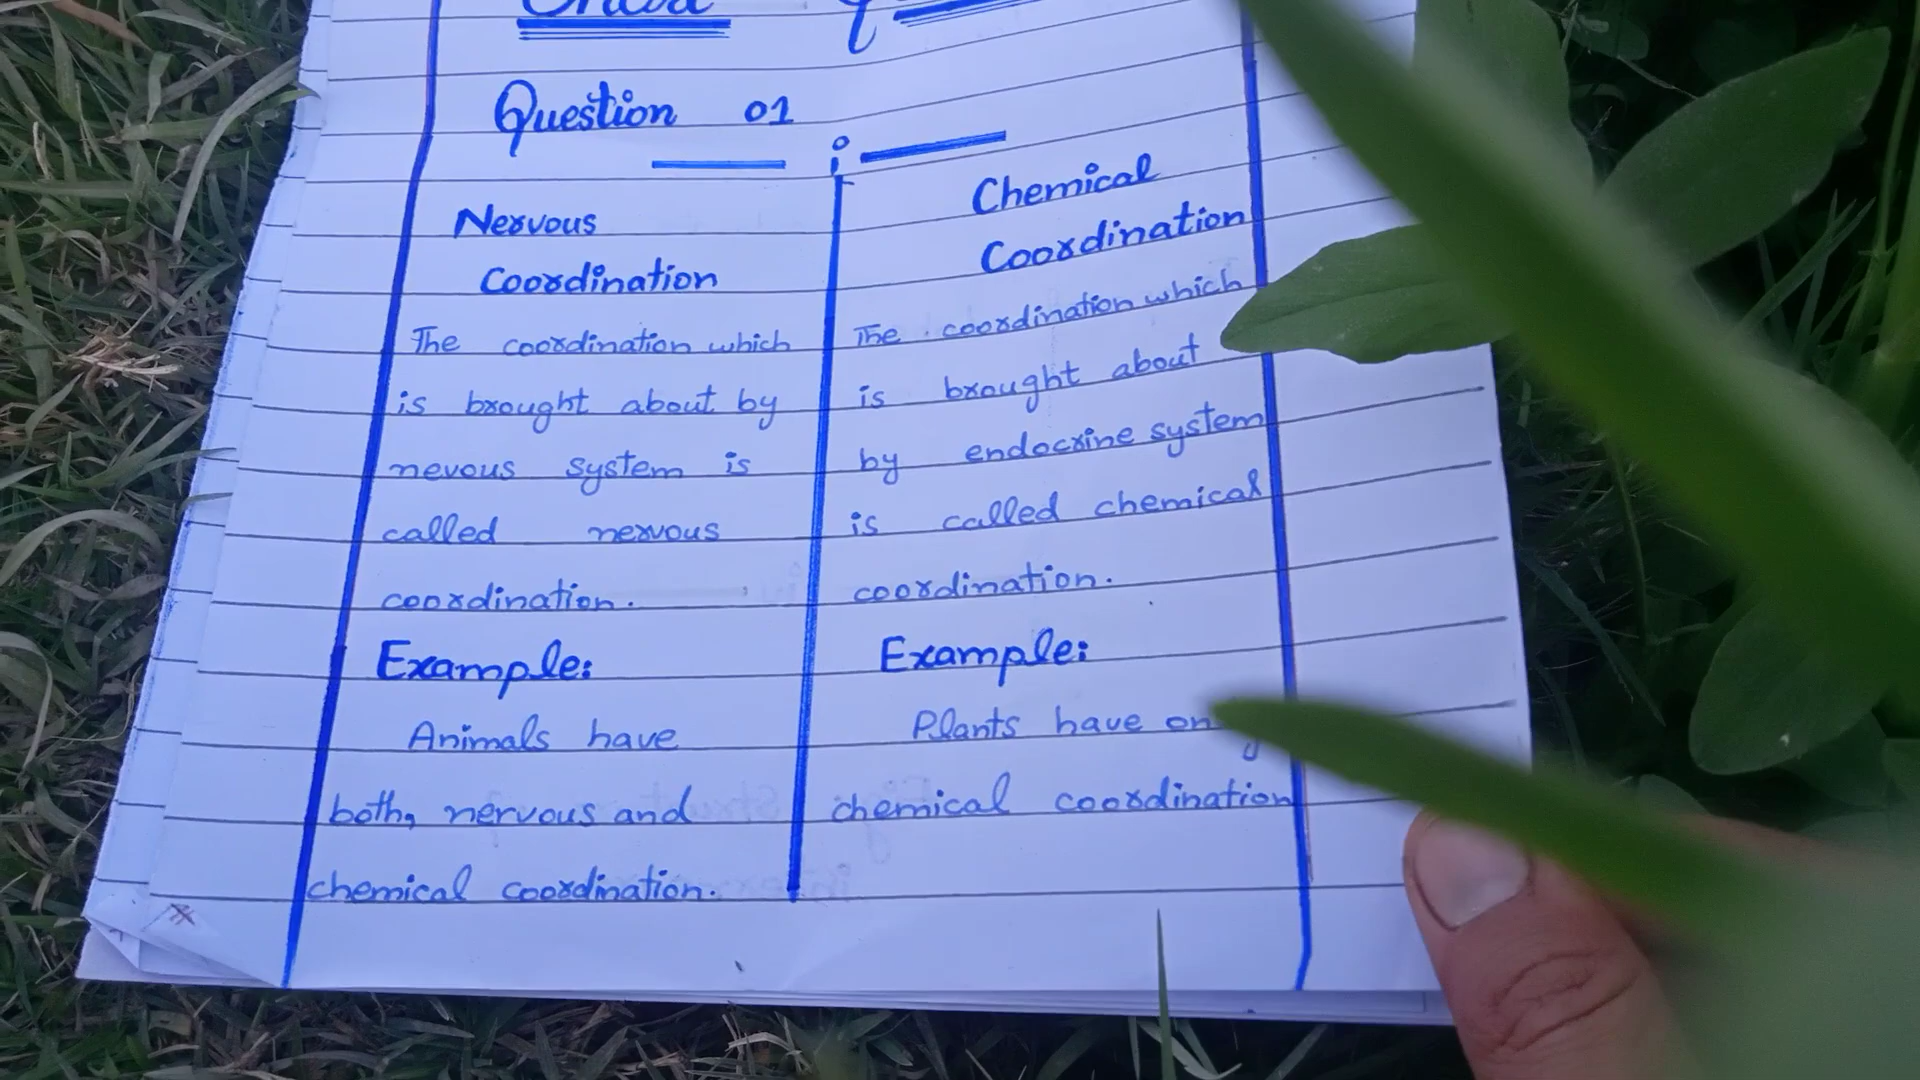 Question 01
Nervous
Coordination
The coordination which
is brought about by
nevous system is
called nervous
coordination.
Example:
Animals have
both, nervous and
chemical coordination.
Chemical
Coordination
The coordination which
is brought about
by endocrine system
is called chemical
coordination.
Example:
Plants have
chemical coordination